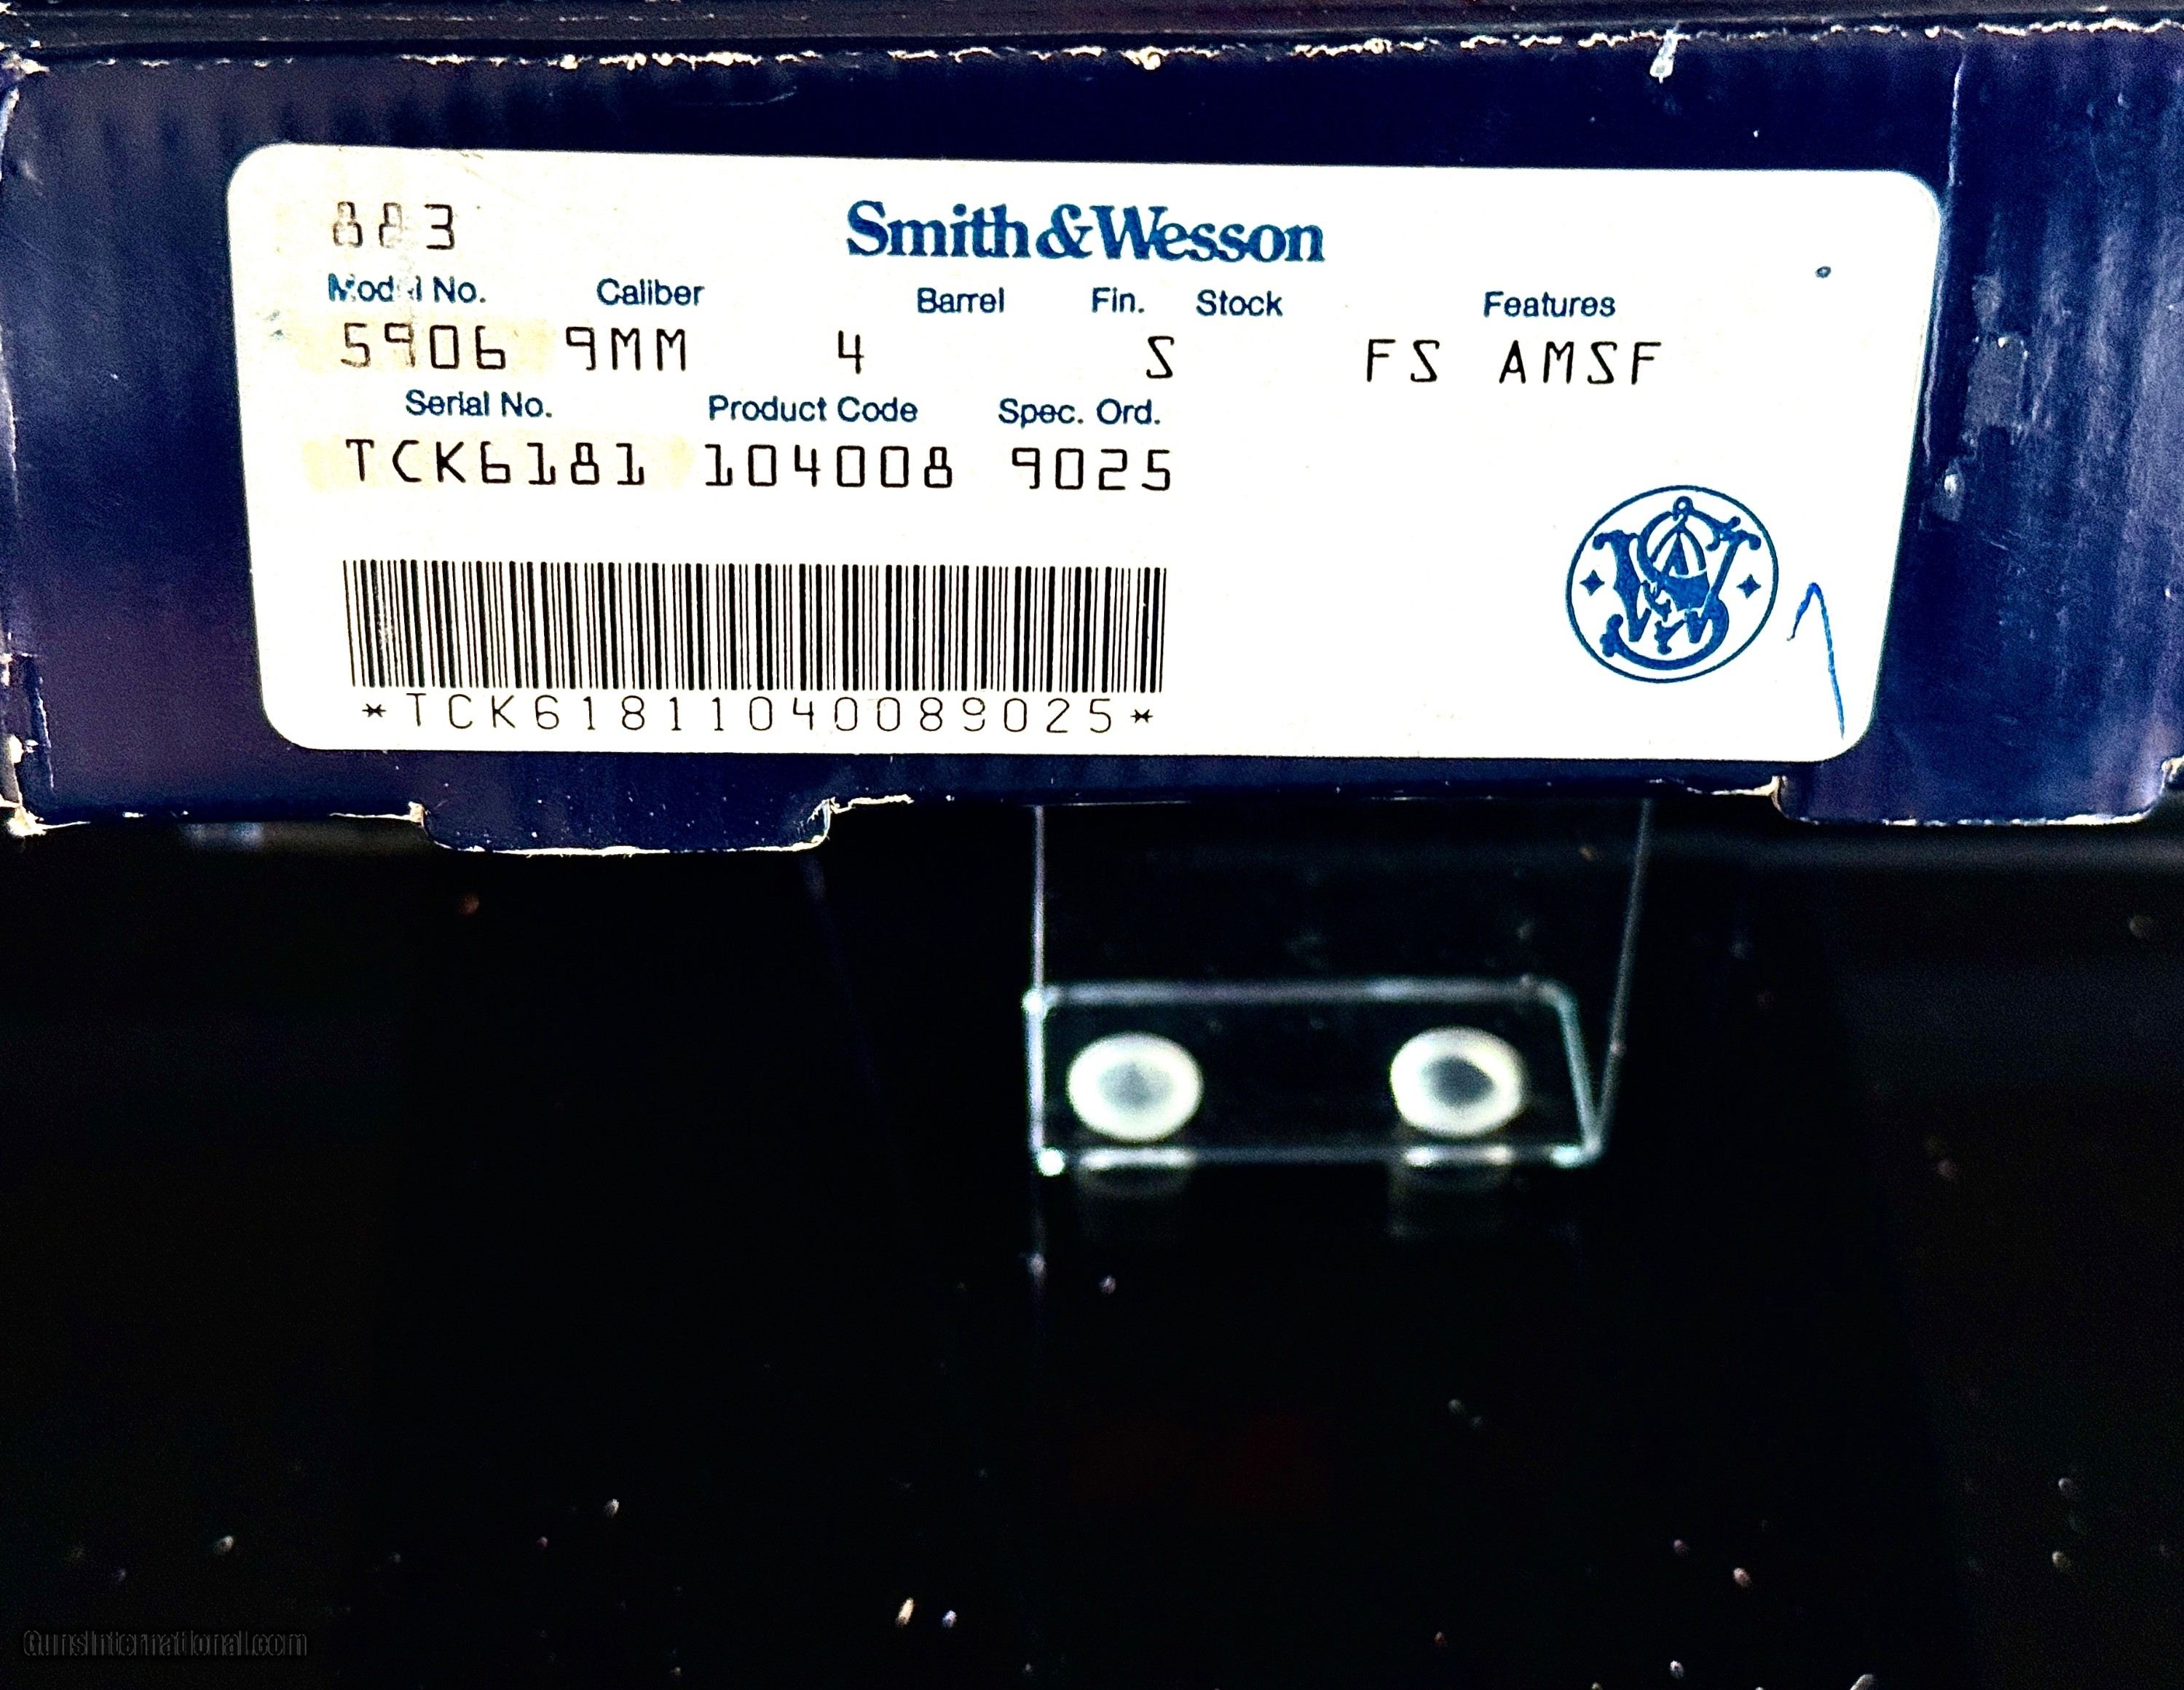 883
Smith & Wesson
Model No. Caliber Barrel Fin. Stock Features
5906 9MM 4 S FS AMSF
Serial No. Product Code Spec. Ord.
TCK6181 104008 9025
*TCK61811040089025*
GunsInternational.com